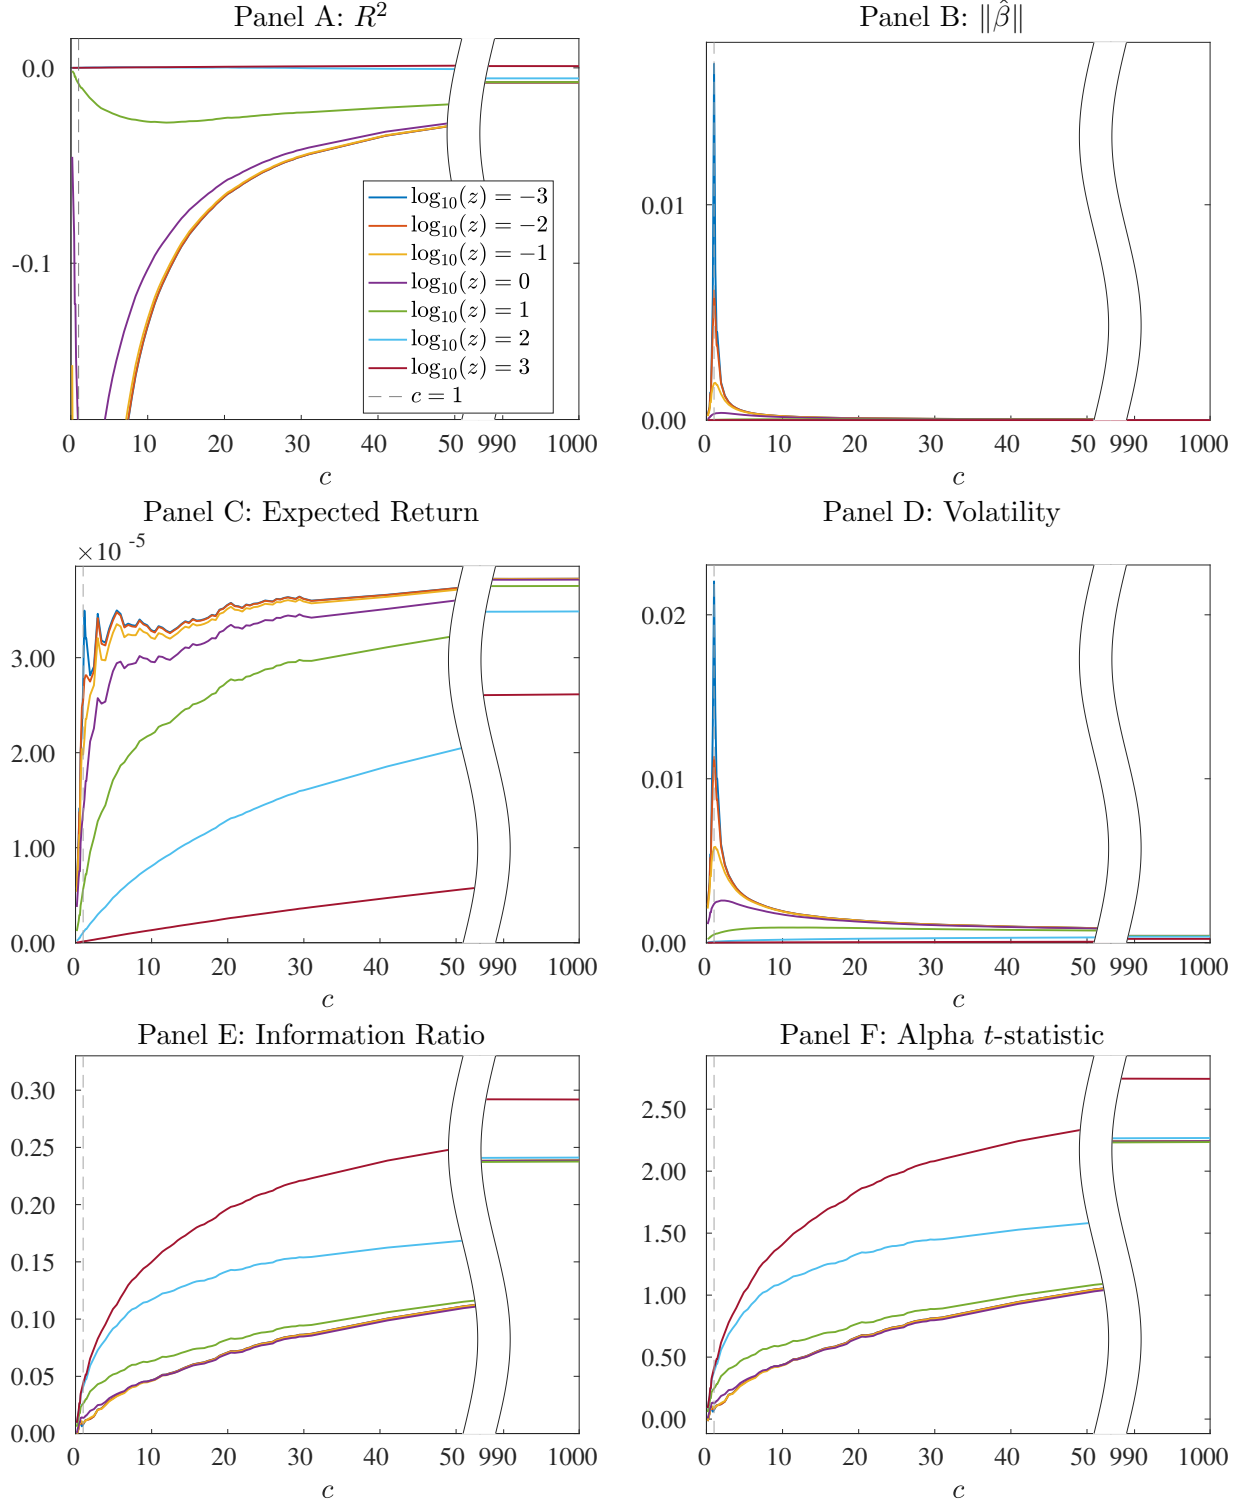 Panel A: R²
0.0
-0.1
log₁₀(z) = −3
log₁₀(z) = −2
log₁₀(z) = −1
log₁₀(z) = 0
log₁₀(z) = 1
log₁₀(z) = 2
log₁₀(z) = 3
c = 1
0 10 20 30 40 50 990 1000
c
Panel B: ‖β̂‖
0.01
0.00
0 10 20 30 40 50 990 1000
c
Panel C: Expected Return
×10 ⁻⁵
3.00
2.00
1.00
0.00
0 10 20 30 40 50 990 1000
c
Panel D: Volatility
0.02
0.01
0.00
0 10 20 30 40 50 990 1000
c
Panel E: Information Ratio
0.30
0.25
0.20
0.15
0.10
0.05
0.00
0 10 20 30 40 50 990 1000
c
Panel F: Alpha t-statistic
2.50
2.00
1.50
1.00
0.50
0.00
0 10 20 30 40 50 990 1000
c